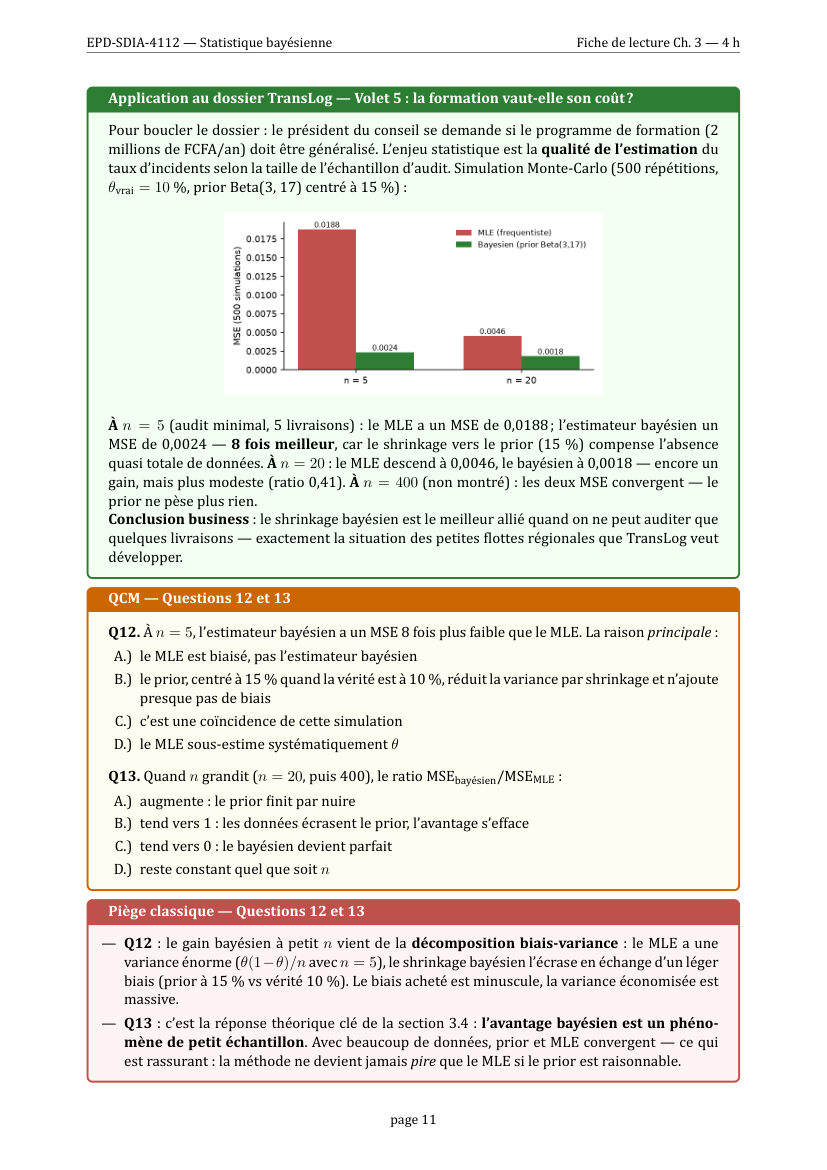 EPD-SDIA-4112 — Statistique bayésienne
Fiche de lecture Ch. 3 — 4 h
Application au dossier TransLog — Volet 5 : la formation vaut-elle son coût ?
Pour boucler le dossier : le président du conseil se demande si le programme de formation (2
millions de FCFA/an) doit être généralisé. L'enjeu statistique est la qualité de l'estimation du
taux d'incidents selon la taille de l'échantillon d'audit. Simulation Monte-Carlo (500 répétitions,
θvrai = 10 %, prior Beta(3, 17) centré à 15 %) :
MSE (500 simulations)
0.0175
0.0150
0.0125
0.0100
0.0075
0.0050
0.0025
0.0000
0.0188
0.0024
0.0046
0.0018
n = 5
n = 20
MLE (frequentiste)
Bayesien (prior Beta(3,17))
À n = 5 (audit minimal, 5 livraisons) : le MLE a un MSE de 0,0188 ; l'estimateur bayésien un
MSE de 0,0024 — 8 fois meilleur, car le shrinkage vers le prior (15 %) compense l'absence
quasi totale de données. À n = 20 : le MLE descend à 0,0046, le bayésien à 0,0018 — encore un
gain, mais plus modeste (ratio 0,41). À n = 400 (non montré) : les deux MSE convergent — le
prior ne pèse plus rien.
Conclusion business : le shrinkage bayésien est le meilleur allié quand on ne peut auditer que
quelques livraisons — exactement la situation des petites flottes régionales que TransLog veut
développer.
QCM — Questions 12 et 13
Q12. À n = 5, l'estimateur bayésien a un MSE 8 fois plus faible que le MLE. La raison principale :
A.) le MLE est biaisé, pas l'estimateur bayésien
B.) le prior, centré à 15 % quand la vérité est à 10 %, réduit la variance par shrinkage et n'ajoute
presque pas de biais
C.) c'est une coïncidence de cette simulation
D.) le MLE sous-estime systématiquement θ
Q13. Quand n grandit (n = 20, puis 400), le ratio MSEbayésien/MSEMLE :
A.) augmente : le prior finit par nuire
B.) tend vers 1 : les données écrasent le prior, l'avantage s'efface
C.) tend vers 0 : le bayésien devient parfait
D.) reste constant quel que soit n
Piège classique — Questions 12 et 13
— Q12 : le gain bayésien à petit n vient de la décomposition biais-variance : le MLE a une
variance énorme (θ(1−θ)/n avec n = 5), le shrinkage bayésien l'écrase en échange d'un léger
biais (prior à 15 % vs vérité 10 %). Le biais acheté est minuscule, la variance économisée est
massive.
— Q13 : c'est la réponse théorique clé de la section 3.4 : l'avantage bayésien est un phéno-
mène de petit échantillon. Avec beaucoup de données, prior et MLE convergent — ce qui
est rassurant : la méthode ne devient jamais pire que le MLE si le prior est raisonnable.
page 11